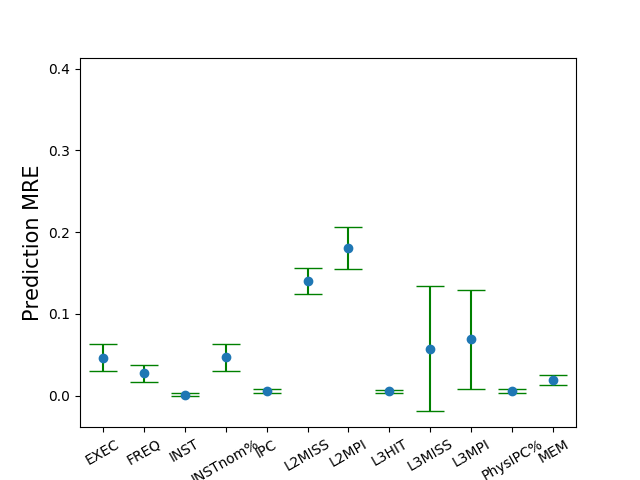 Prediction MRE
0.4
0.3
0.2
0.1
0.0
EXEC
FREQ
INST
INSTnom%
IPC
L2MISS
L2MPI
L3HIT
L3MISS
L3MPI
PhysIPC%
MEM